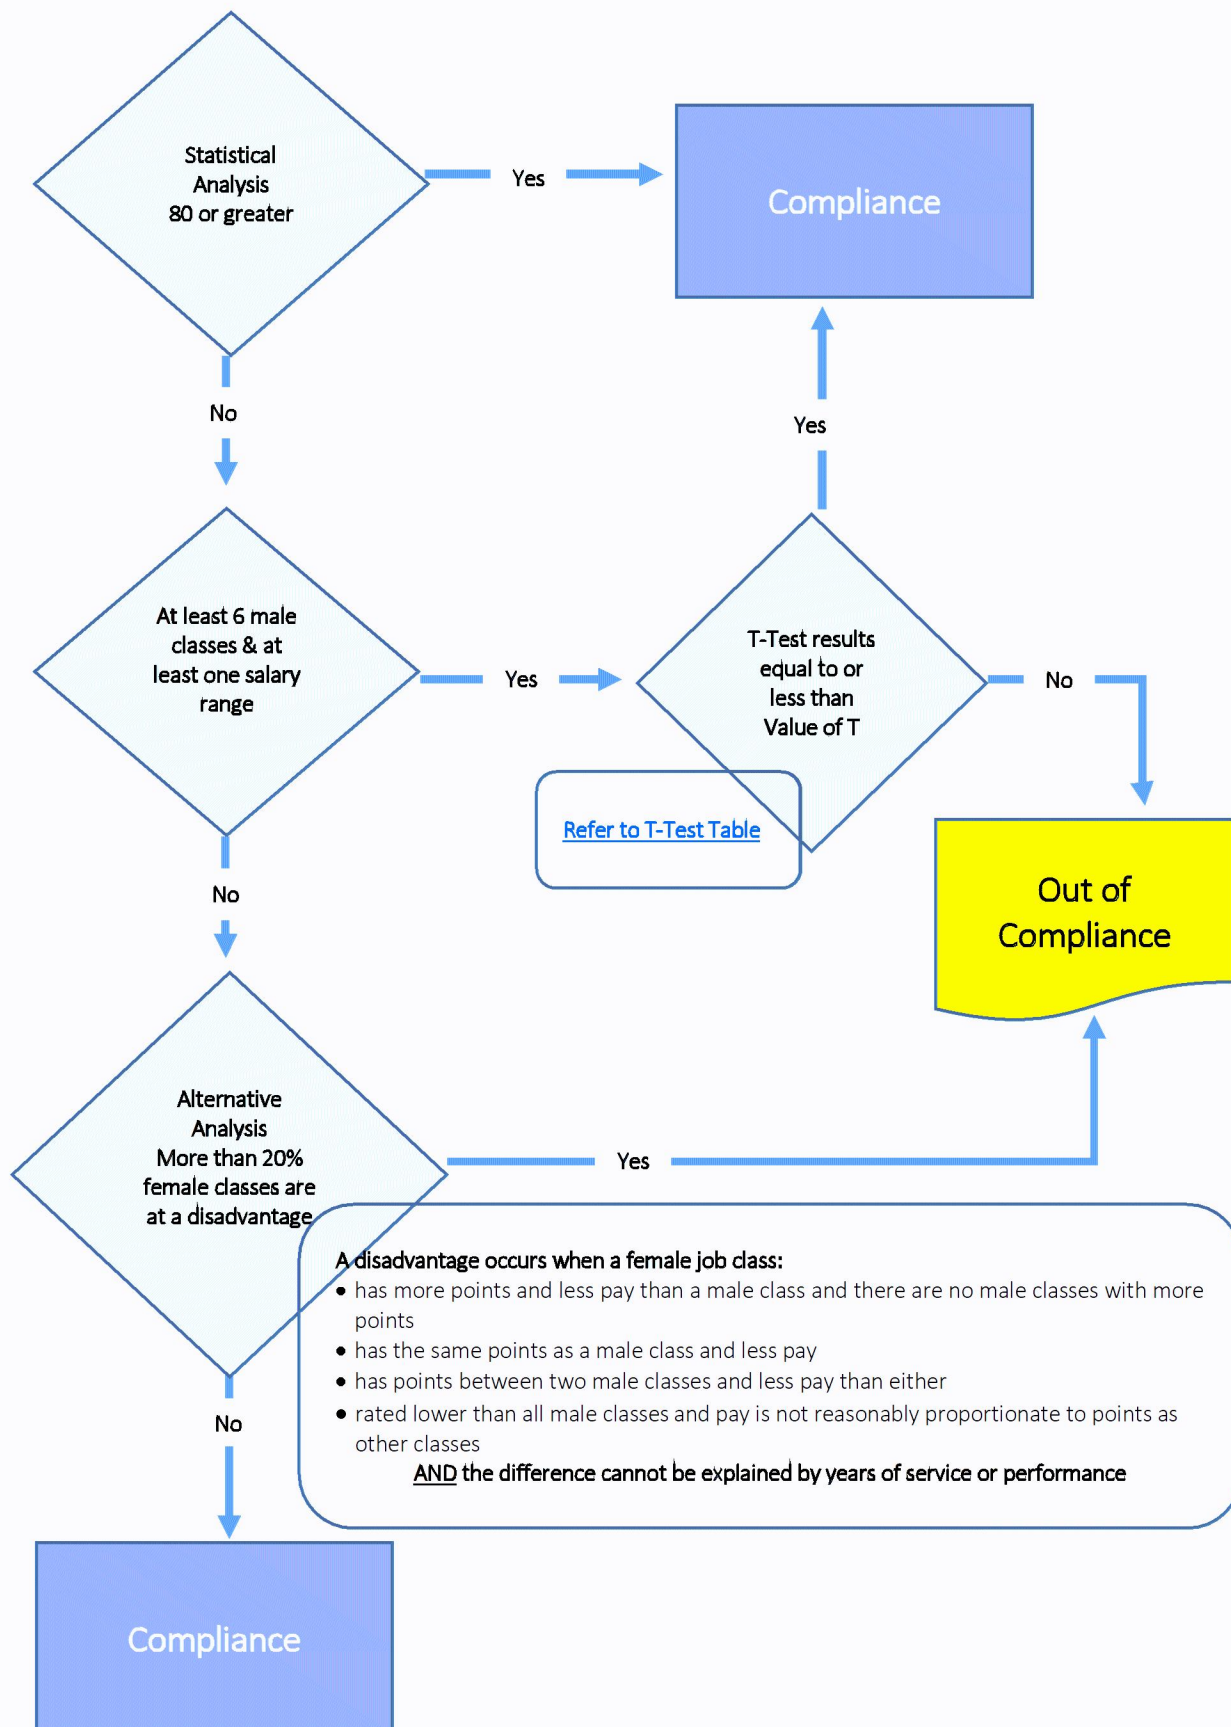 Statistical
Analysis
80 or greater
Yes
Compliance
No
Yes
At least 6 male
classes & at
least one salary
range
Yes
T-Test results
equal to or
less than
Value of T
No
Refer to T-Test Table
No
Out of
Compliance
Alternative
Analysis
More than 20%
female classes are
at a disadvantage
Yes
A disadvantage occurs when a female job class:
• has more points and less pay than a male class and there are no male classes with more
points
• has the same points as a male class and less pay
• has points between two male classes and less pay than either
• rated lower than all male classes and pay is not reasonably proportionate to points as
other classes
AND the difference cannot be explained by years of service or performance
No
Compliance